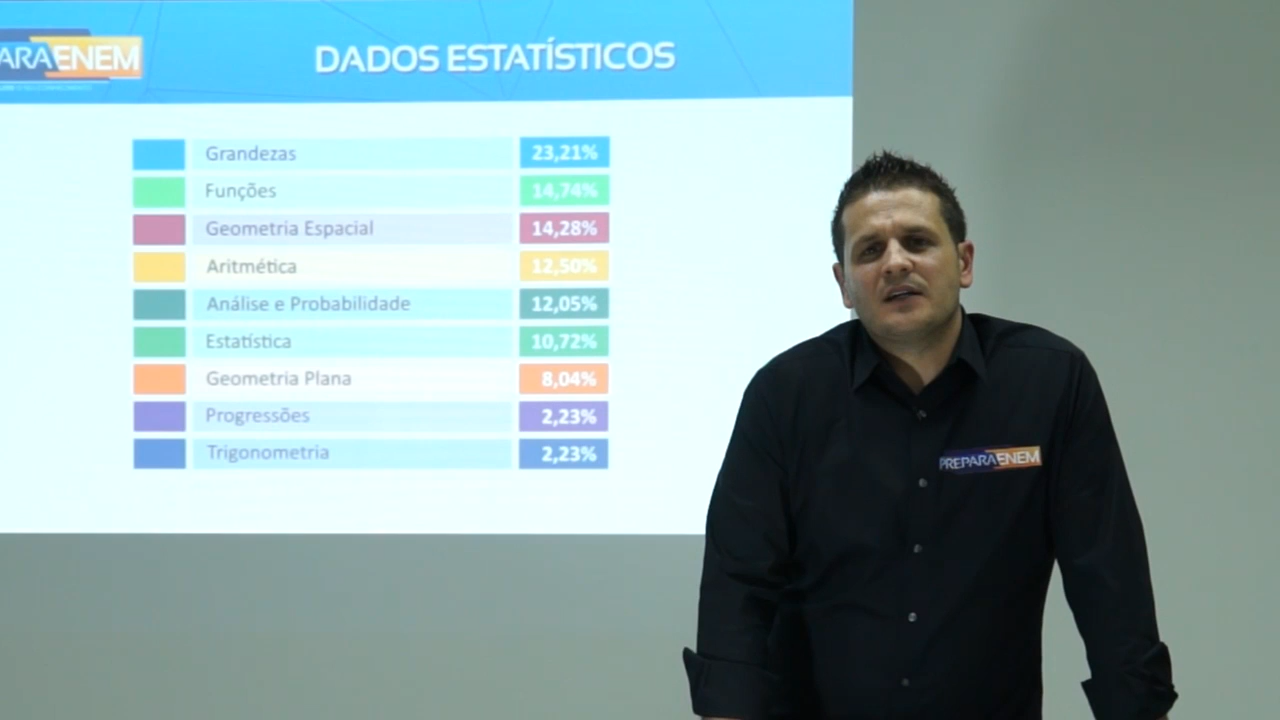 ARAENEM
DADOS ESTATÍSTICOS
Grandezas 23,21%
Funções 14,74%
Geometria Espacial 14,28%
Aritmética 12,50%
Análise e Probabilidade 12,05%
Estatística 10,72%
Geometria Plana 8,04%
Progressões 2,23%
Trigonometria 2,23%
PREPARAENEM